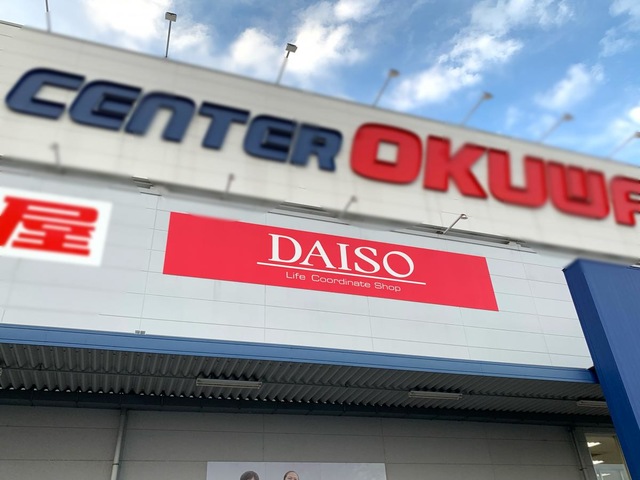 CENTER OKUWA
屋
DAISO
Life Coordinate Shop